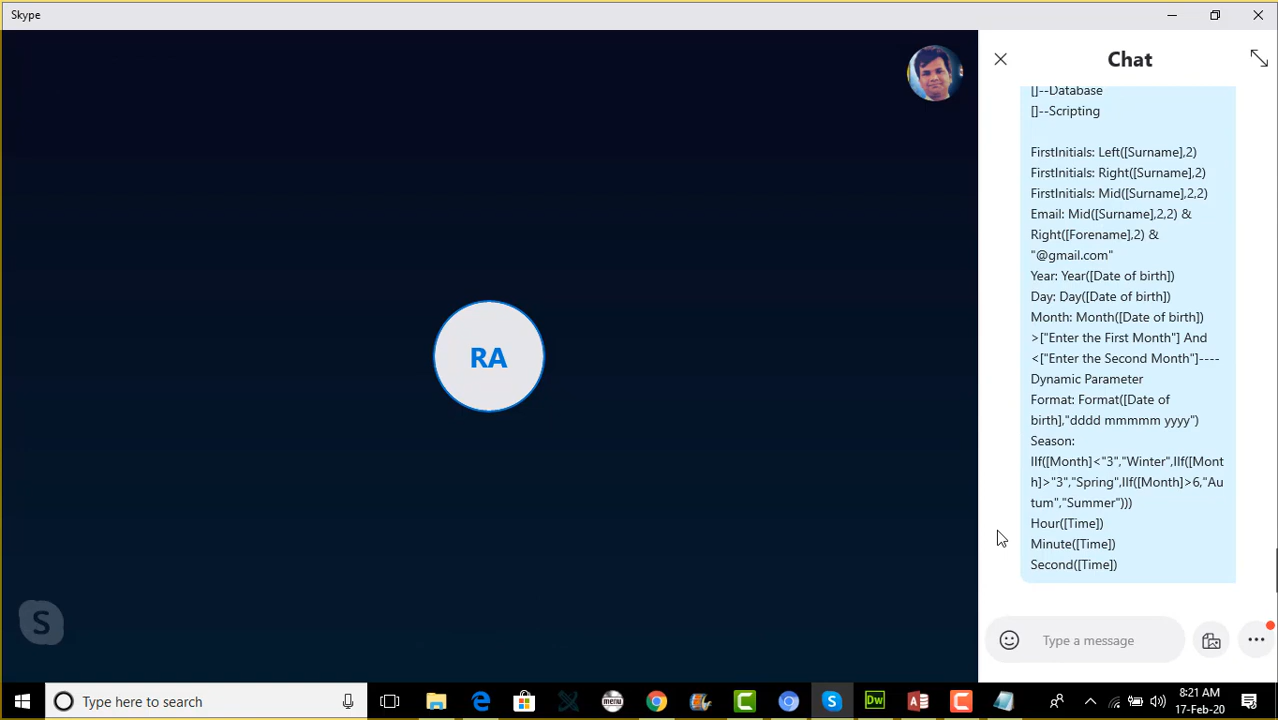 Skype
Chat
[]--Database
[]--Scripting
FirstInitials: Left([Surname],2)
FirstInitials: Right([Surname],2)
FirstInitials: Mid([Surname],2,2)
Email: Mid([Surname],2,2) &
Right([Forename],2) &
"@gmail.com"
Year: Year([Date of birth])
Day: Day([Date of birth])
Month: Month([Date of birth])
>["Enter the First Month"] And
<["Enter the Second Month"]----
Dynamic Parameter
Format: Format([Date of
birth],"dddd mmmmm yyyy")
Season:
IIf([Month]<"3","Winter",IIf([Mont
h]>"3","Spring",IIf([Month]>6,"Au
tum","Summer")))
Hour([Time])
Minute([Time])
Second([Time])
RA
S
Type a message
Type here to search
menu
S
Dw
A
8:21 AM
17-Feb-20